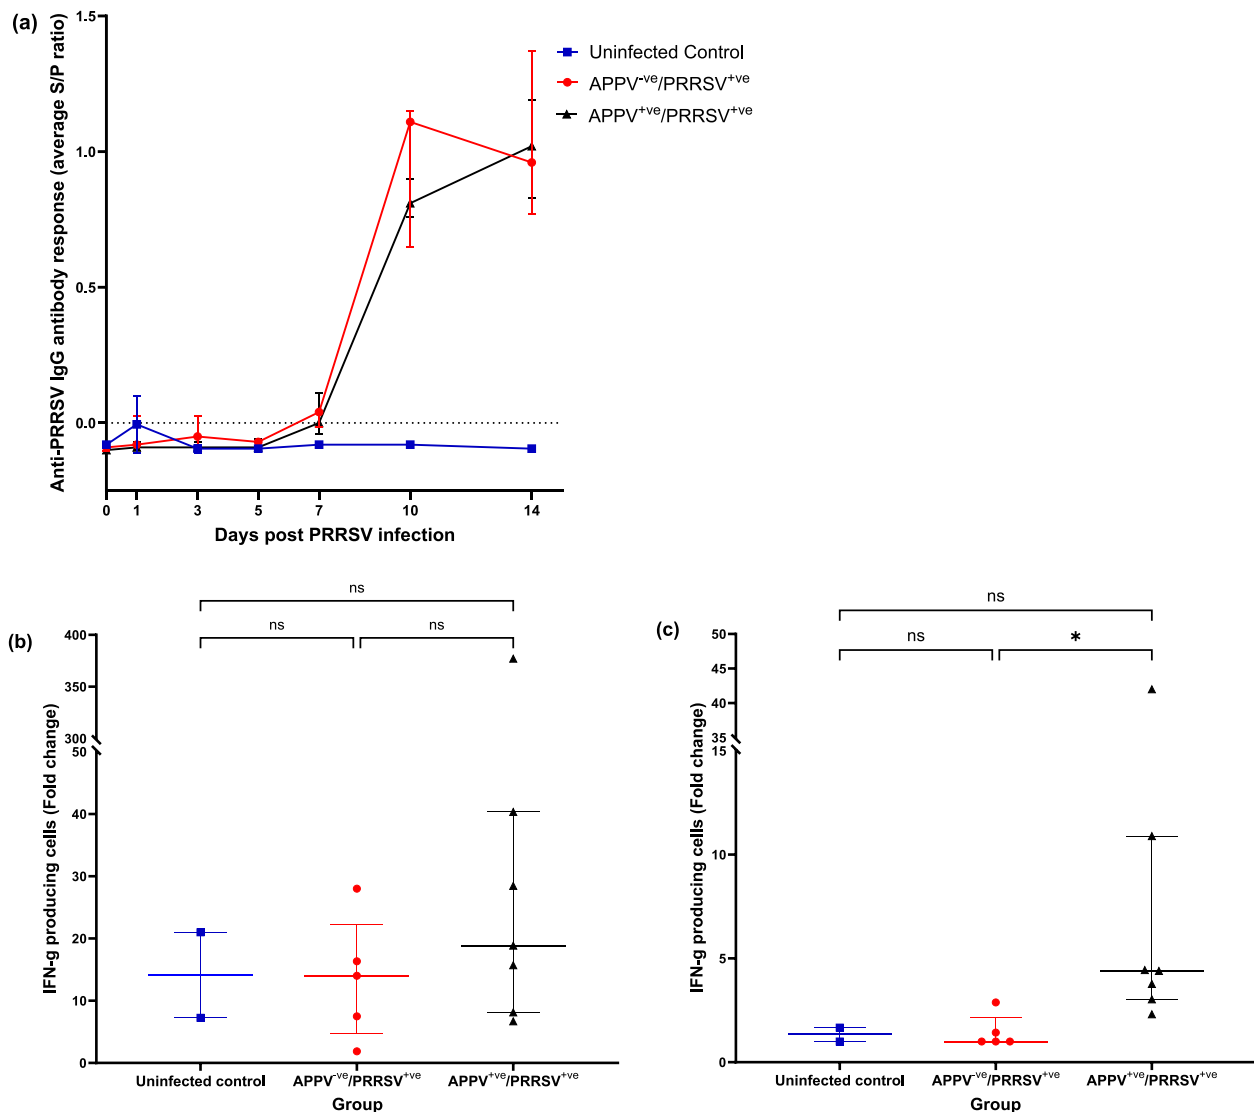 (a)
Anti-PRRSV IgG antibody response (average S/P ratio)
1.5
1.0
0.5
0.0
0 1 3 5 7 10 14
Days post PRRSV infection
Uninfected Control
APPV-ve/PRRSV+ve
APPV+ve/PRRSV+ve
(b)
IFN-g producing cells (Fold change)
ns
ns ns
400
350
300
50
40
30
20
10
0
Uninfected control APPV-ve/PRRSV+ve APPV+ve/PRRSV+ve
Group
(c)
IFN-g producing cells (Fold change)
ns
ns *
50
45
40
35
15
10
5
0
Uninfected control APPV-ve/PRRSV+ve APPV+ve/PRRSV+ve
Group